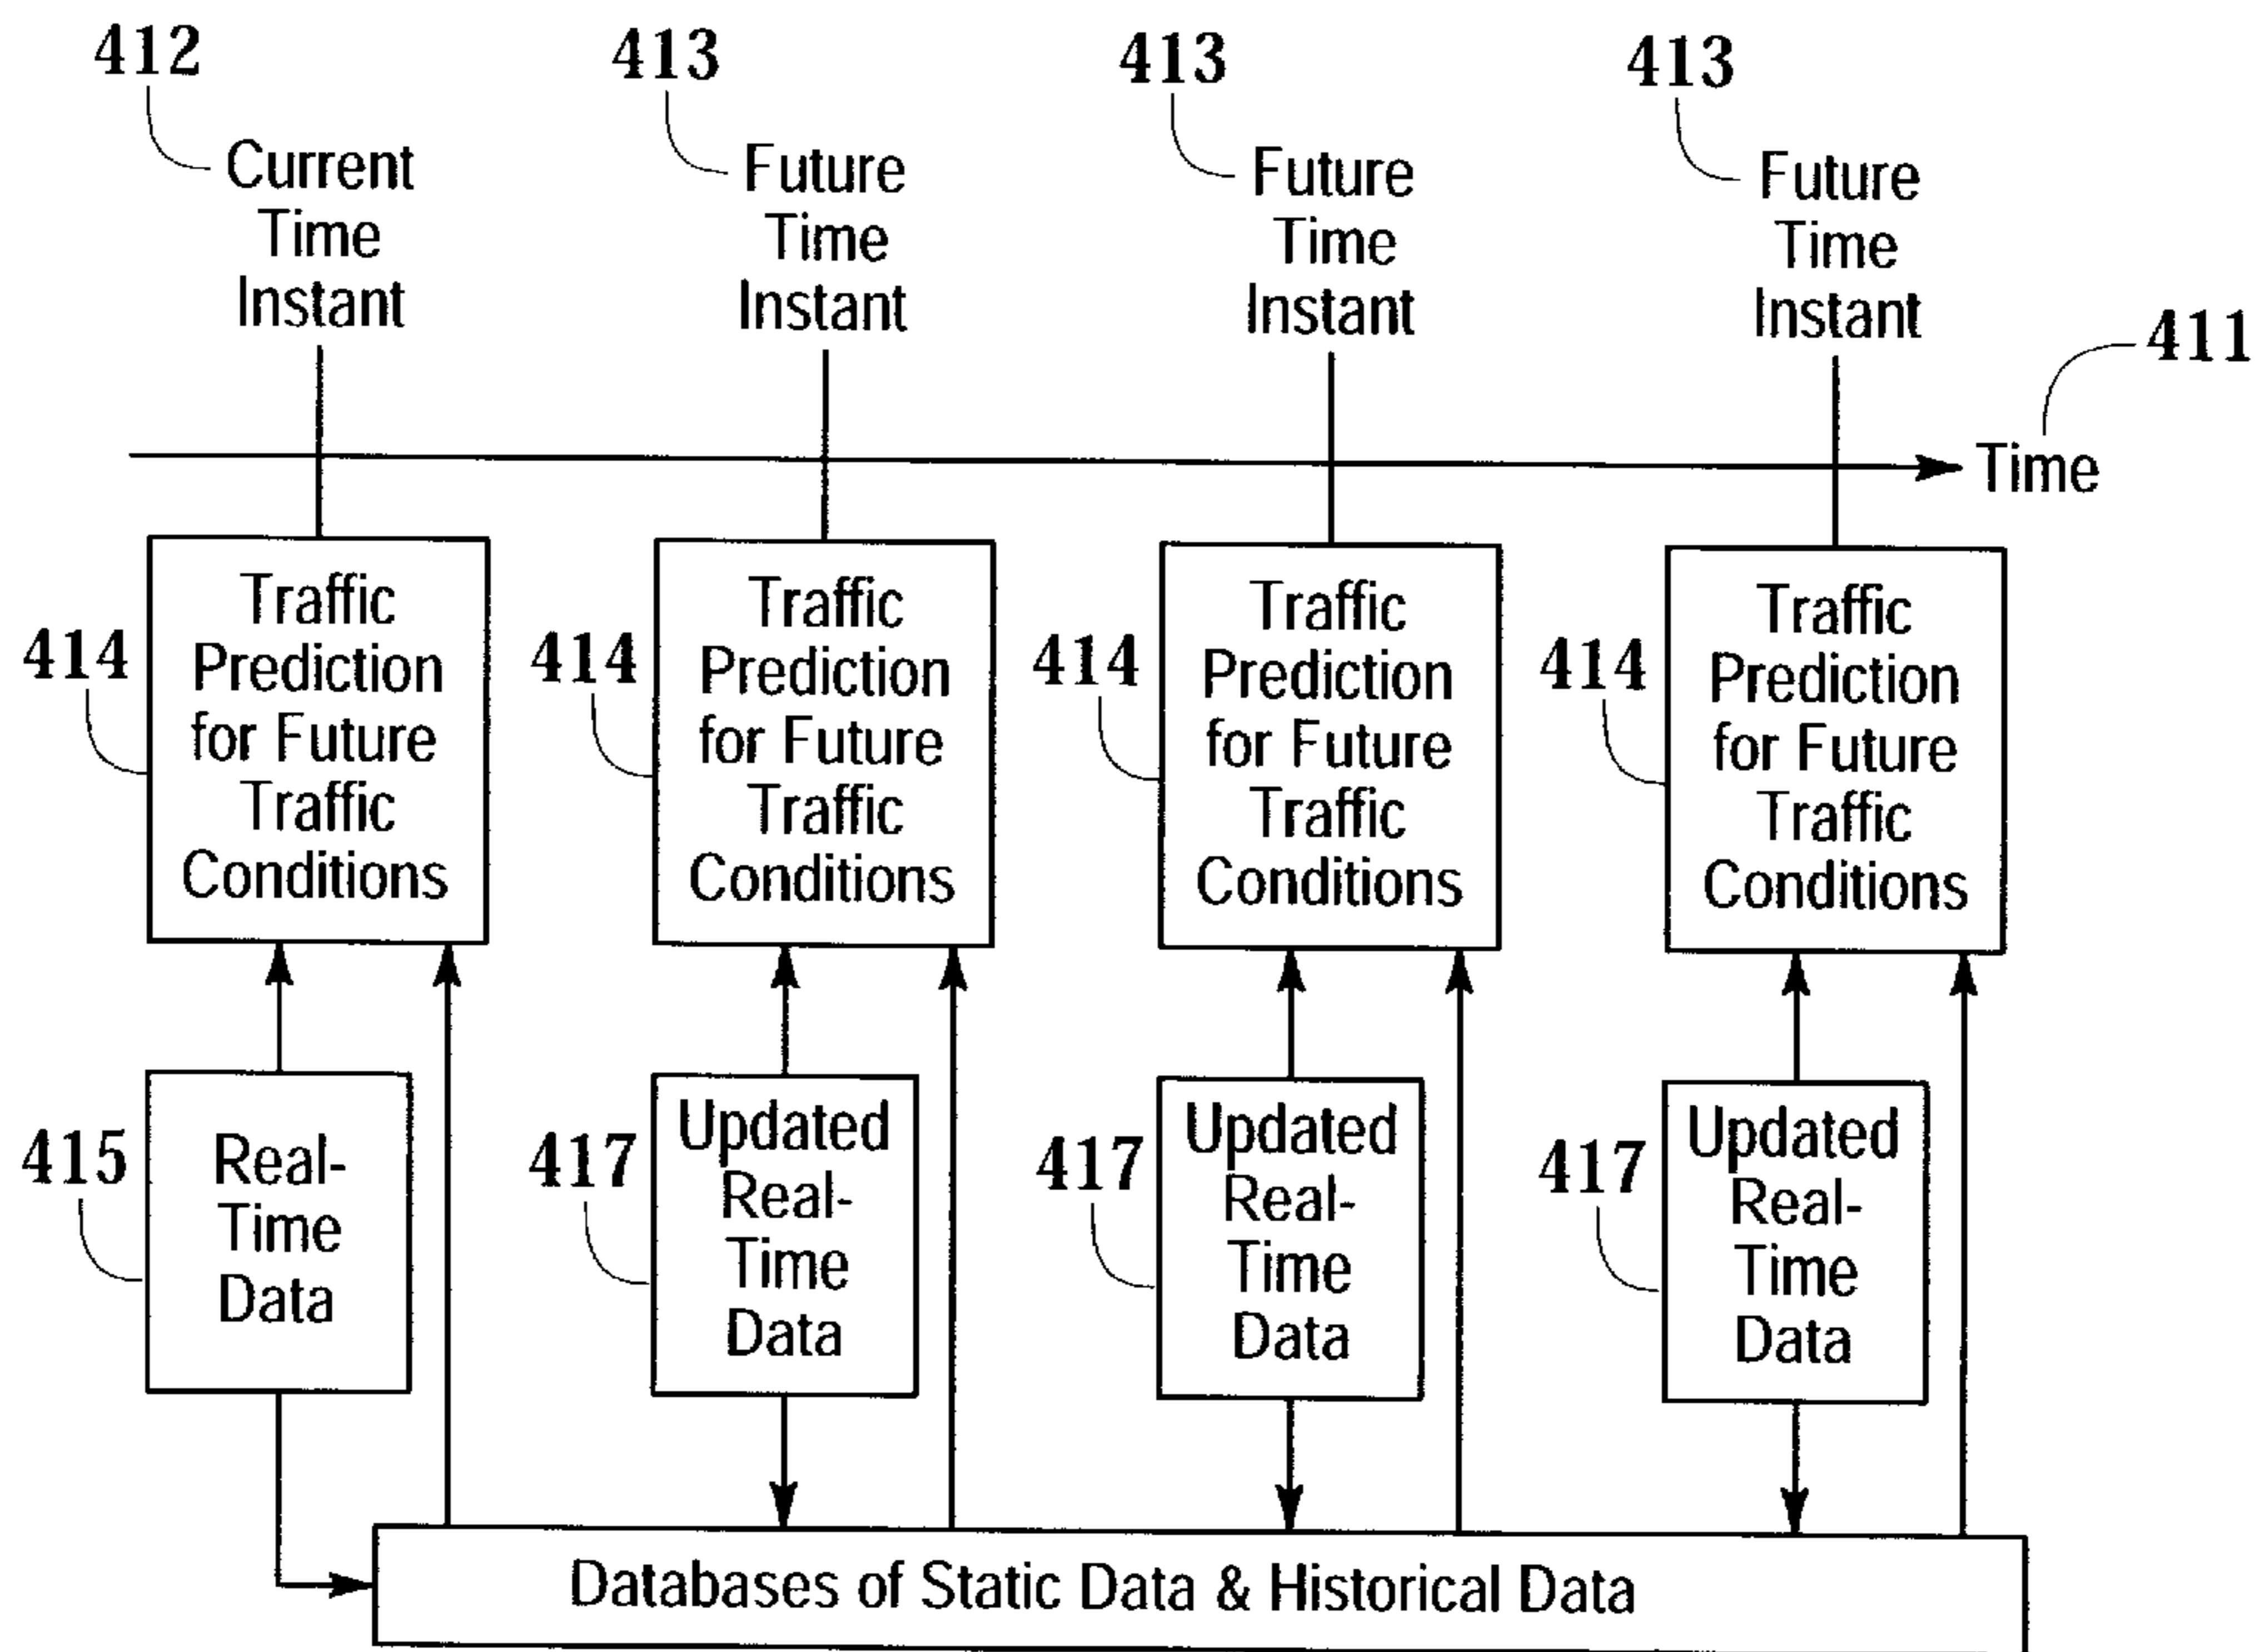 412
413
413
413
Current
Time
Instant
Future
Time
Instant
Future
Time
Instant
Future
Time
Instant
411
Time
414
Traffic
Prediction
for Future
Traffic
Conditions
414
Traffic
Prediction
for Future
Traffic
Conditions
414
Traffic
Prediction
for Future
Traffic
Conditions
414
Traffic
Prediction
for Future
Traffic
Conditions
415
Real-
Time
Data
417
Updated
Real-
Time
Data
417
Updated
Real-
Time
Data
417
Updated
Real-
Time
Data
Databases of Static Data & Historical Data